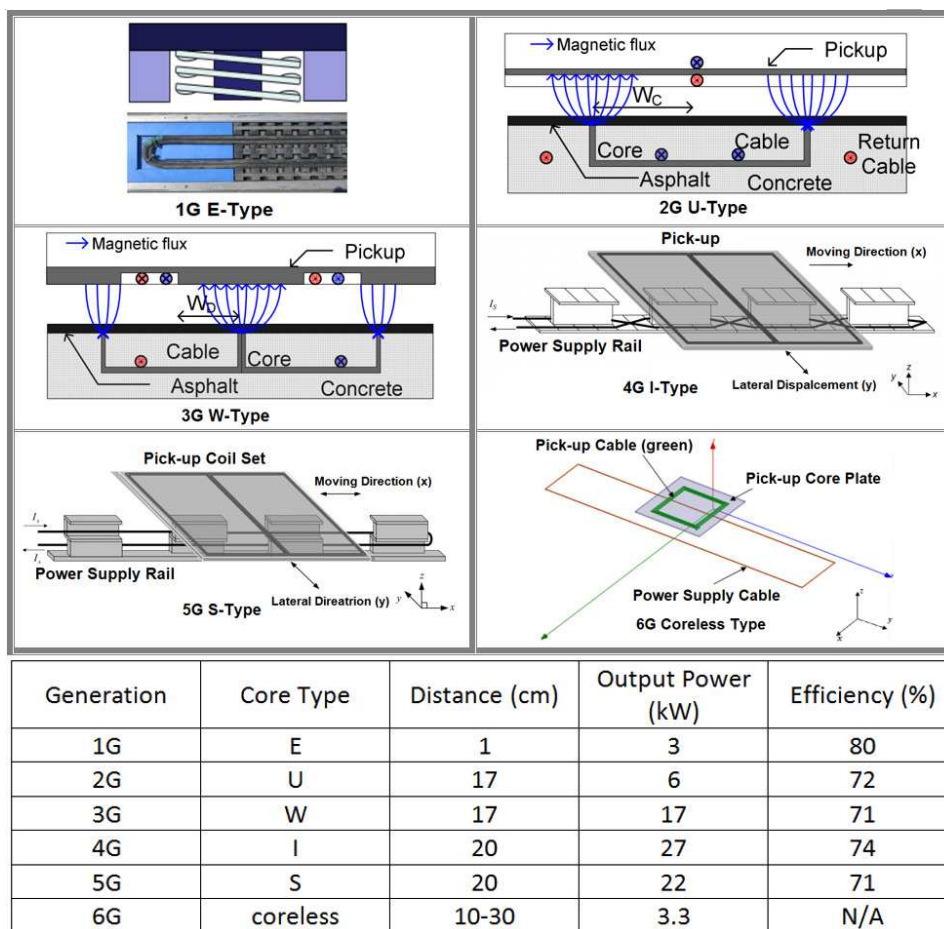 1G E-Type
Magnetic flux
Pickup
W_C
Core
Cable
Return
Cable
Asphalt
Concrete
2G U-Type
Magnetic flux
Pickup
W_D
Cable
Core
Asphalt
Concrete
3G W-Type
Pick-up
Moving Direction (x)
I_S
Power Supply Rail
4G I-Type
Lateral Dispalcement (y)
z
y
x
Pick-up Coil Set
Moving Direction (x)
I_s
I_s
Power Supply Rail
5G S-Type
Lateral Direatrion (y)
z
y
x
Pick-up Cable (green)
Pick-up Core Plate
Power Supply Cable
6G Coreless Type
z
x
y
Generation Core Type Distance (cm) Output Power (kW) Efficiency (%)
1G E 1 3 80
2G U 17 6 72
3G W 17 17 71
4G I 20 27 74
5G S 20 22 71
6G coreless 10-30 3.3 N/A